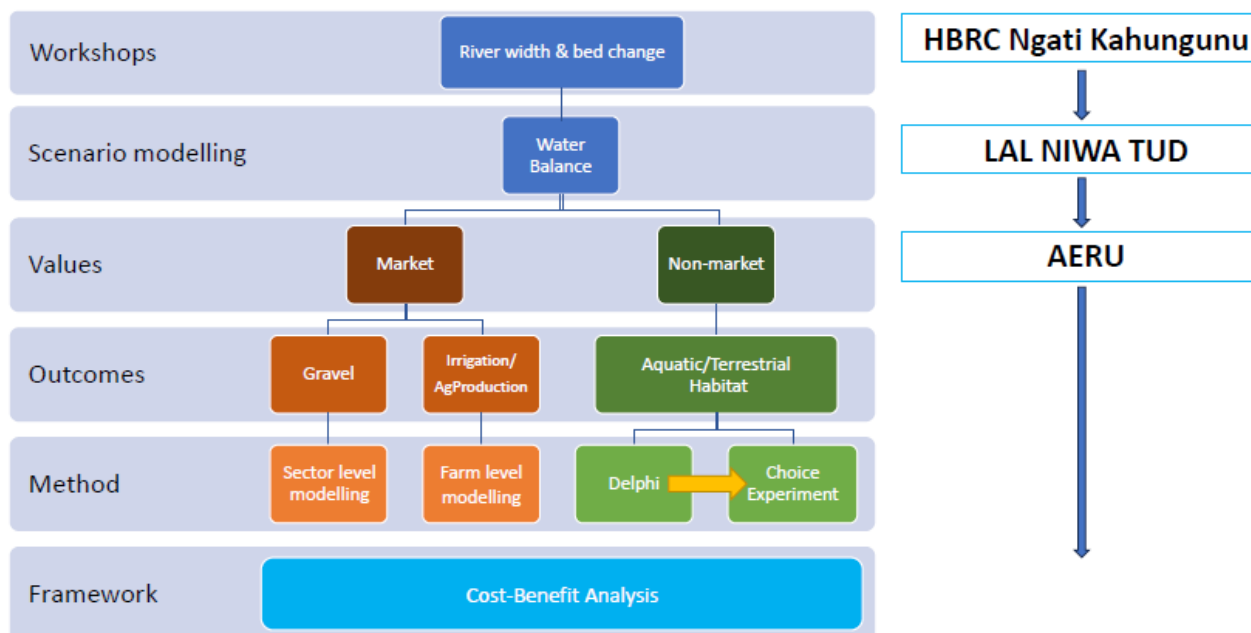 Workshops
River width & bed change
HBRC Ngati Kahungunu
Scenario modelling
Water
Balance
LAL NIWA TUD
Values
Market
Non-market
AERU
Outcomes
Gravel
Irrigation/
AgProduction
Aquatic/Terrestrial
Habitat
Method
Sector level
modelling
Farm level
modelling
Delphi
Choice
Experiment
Framework
Cost-Benefit Analysis